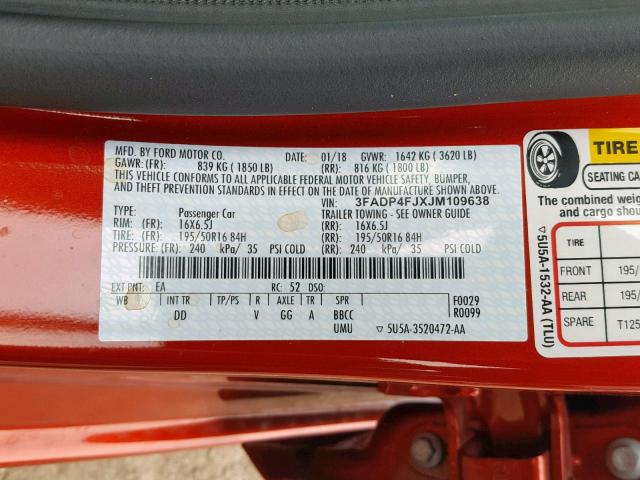 MFD. BY FORD MOTOR CO. DATE: 01/18 GVWR: 1642 KG ( 3620 LB)
GAWR: (FR): 839 KG ( 1850 LB) (RR): 816 KG ( 1800 LB)
THIS VEHICLE CONFORMS TO ALL APPLICABLE FEDERAL MOTOR VEHICLE SAFETY, BUMPER,
AND THEFT PREVENTION STANDARDS IN EFFECT ON THE DATE OF MANUFACTURE SHOWN ABOVE.
VIN: 3FADP4FJXJM109638
TYPE: Passenger Car TRAILER TOWING - SEE OWNER GUIDE
RIM: (FR): 16X6.5J (RR): 16X6.5J
TIRE: (FR): 195/50R16 84H (RR): 195/50R16 84H
PRESSURE: (FR): 240 kPa/ 35 PSI COLD (RR): 240 kPa/ 35 PSI COLD
EXT PNT: EA RC: 52 DSO:
WB INT TR TP/PS R AXLE TR SPR F0029
DD V GG A BBCC R0099
UMU ▽ 5U5A-3520472-AA
TIRE
SEATING CA
The combined weig
and cargo shou
TIRE
FRONT 195/
REAR 195/
SPARE T125
▽ 5U5A-1532-AA (TLU)